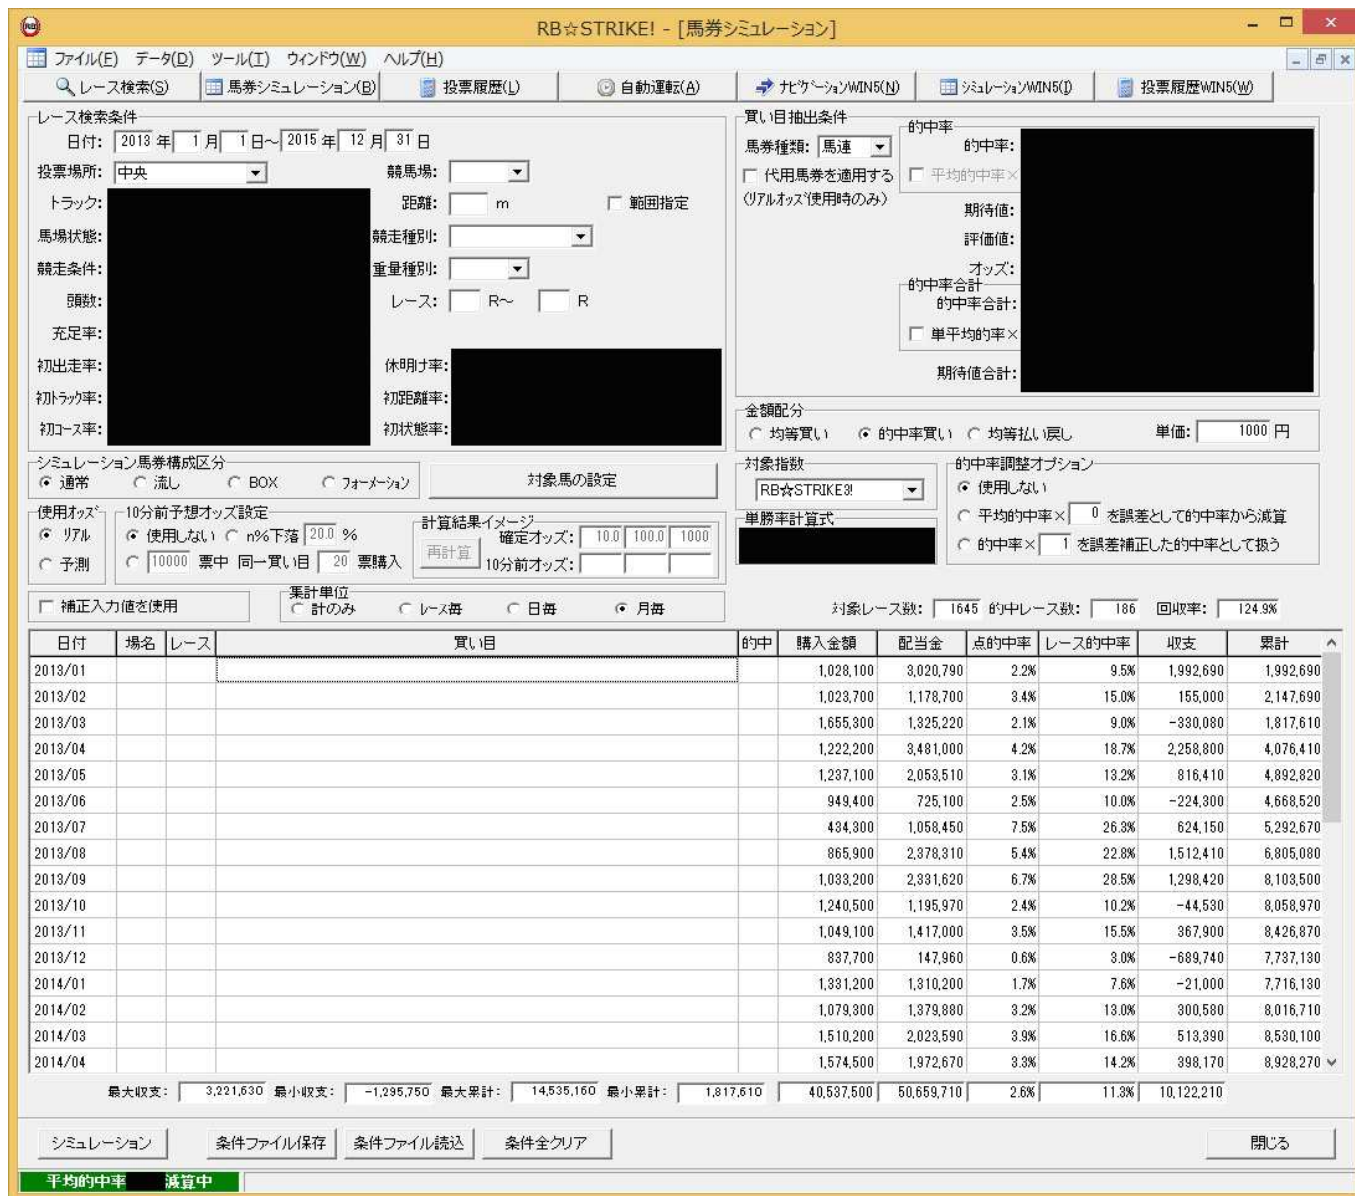 RB☆STRIKE! - [馬券シミュレーション]
ファイル(F) データ(D) ツール(T) ウィンドウ(W) ヘルプ(H)
レース検索(S) 馬券シミュレーション(B) 投票履歴(L) 自動運転(A) ナビゲーションWIN5(N) シミュレーションWIN5(I) 投票履歴WIN5(W)
レース検索条件
日付: 2013 年 1 月 1 日～ 2015 年 12 月 31 日
投票場所: 中央 競馬場:
トラック: 距離: m 範囲指定
馬場状態: 競走種別:
競走条件: 重量種別:
頭数: レース: R～ R
充足率:
初出走率: 休明け率:
初トラック率: 初距離率:
初コース率: 初状態率:
買い目抽出条件
馬券種類: 馬連
代用馬券を適用する
(リアルオッズ使用時のみ)
的中率
的中率:
平均的中率×
期待値:
評価値:
オッズ:
的中率合計
的中率合計:
単平均的率×
期待値合計:
金額配分
均等買い 的中率買い 均等払い戻し 単価: 1000 円
シミュレーション馬券構成区分
通常 流し BOX フォーメーション
対象馬の設定
対象指数
RB☆STRIKE3!
単勝率計算式
的中率調整オプション
使用しない
平均的中率× 0 を誤差として的中率から減算
的中率× 1 を誤差補正した的中率として扱う
使用オッズ
リアル
予測
10分前予想オッズ設定
使用しない n%下落 20.0 %
10000 票中 同一買い目 20 票購入
計算結果イメージ
再計算
確定オッズ: 10.0 100.0 1000
10分前オッズ:
補正入力値を使用
集計単位
計のみ レース毎 日毎 月毎
対象レース数: 1645 的中レース数: 186 回収率: 124.9%
日付 場名 レース 買い目 的中 購入金額 配当金 点的中率 レース的中率 収支 累計
2013/01 1,028,100 3,020,790 2.2% 9.5% 1,992,690 1,992,690
2013/02 1,023,700 1,178,700 3.4% 15.0% 155,000 2,147,690
2013/03 1,655,300 1,325,220 2.1% 9.0% -330,080 1,817,610
2013/04 1,222,200 3,481,000 4.2% 18.7% 2,258,800 4,076,410
2013/05 1,237,100 2,053,510 3.1% 13.2% 816,410 4,892,820
2013/06 949,400 725,100 2.5% 10.0% -224,300 4,668,520
2013/07 434,300 1,058,450 7.5% 26.3% 624,150 5,292,670
2013/08 865,900 2,378,310 5.4% 22.8% 1,512,410 6,805,080
2013/09 1,033,200 2,331,620 6.7% 28.5% 1,298,420 8,103,500
2013/10 1,240,500 1,195,970 2.4% 10.2% -44,530 8,058,970
2013/11 1,049,100 1,417,000 3.5% 15.5% 367,900 8,426,870
2013/12 837,700 147,960 0.6% 3.0% -689,740 7,737,130
2014/01 1,331,200 1,310,200 1.7% 7.6% -21,000 7,716,130
2014/02 1,079,300 1,379,880 3.2% 13.0% 300,580 8,016,710
2014/03 1,510,200 2,023,590 3.9% 16.6% 513,390 8,530,100
2014/04 1,574,500 1,972,670 3.3% 14.2% 398,170 8,928,270
最大収支: 3,221,630 最小収支: -1,295,750 最大累計: 14,535,160 最小累計: 1,817,610 40,537,500 50,659,710 2.6% 11.3% 10,122,210
シミュレーション 条件ファイル保存 条件ファイル読込 条件全クリア 閉じる
平均的中率 減算中